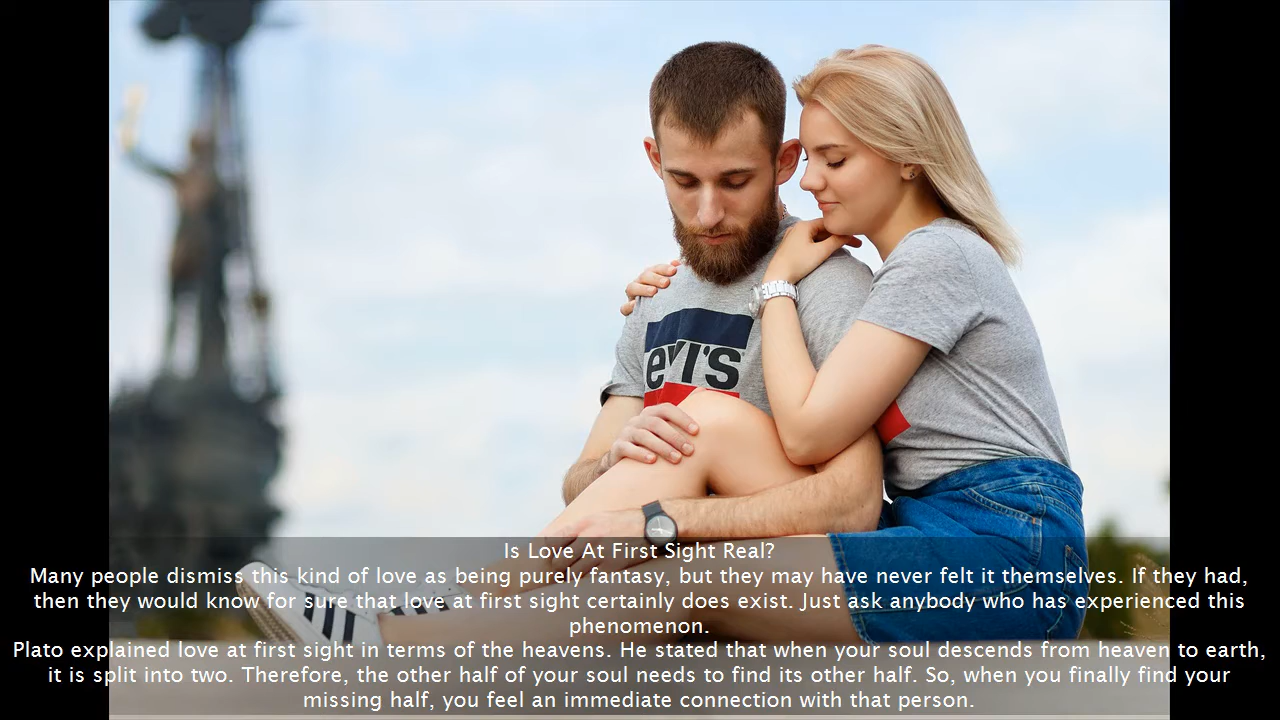 evi's
Is Love At First Sight Real?
Many people dismiss this kind of love as being purely fantasy, but they may have never felt it themselves. If they had,
then they would know for sure that love at first sight certainly does exist. Just ask anybody who has experienced this
phenomenon.
Plato explained love at first sight in terms of the heavens. He stated that when your soul descends from heaven to earth,
it is split into two. Therefore, the other half of your soul needs to find its other half. So, when you finally find your
missing half, you feel an immediate connection with that person.